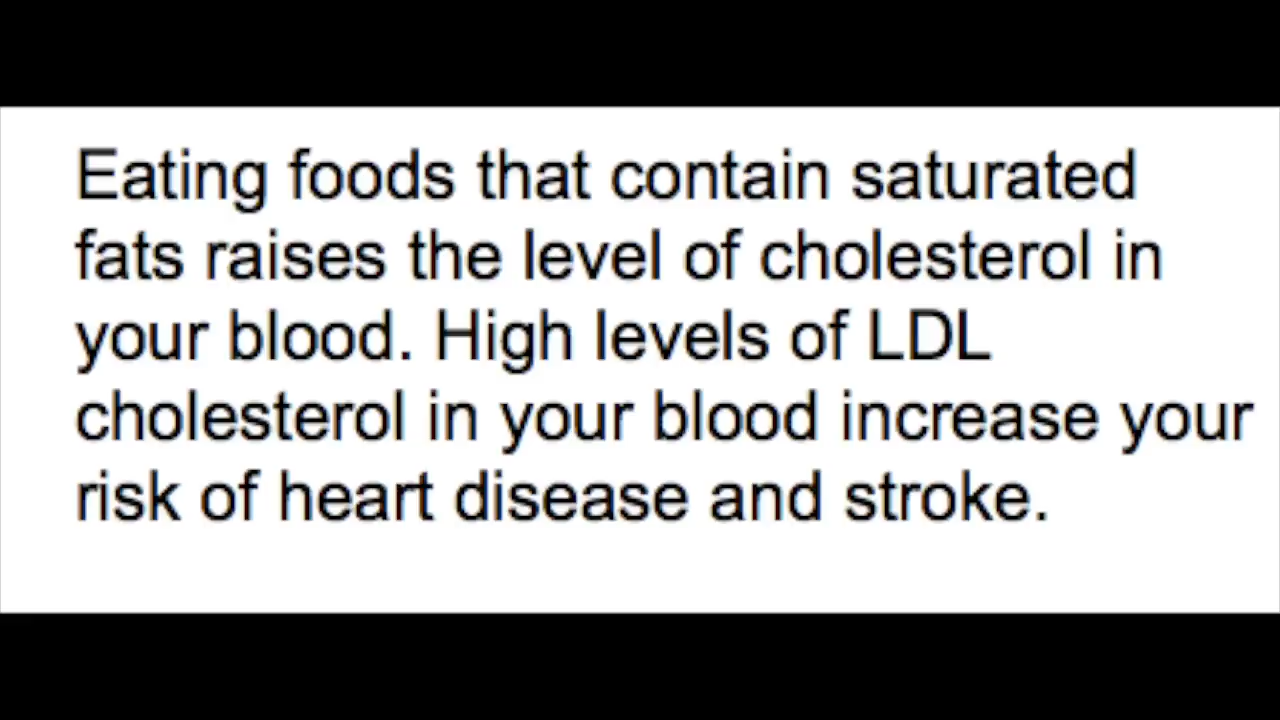 Eating foods that contain saturated
fats raises the level of cholesterol in
your blood. High levels of LDL
cholesterol in your blood increase your
risk of heart disease and stroke.